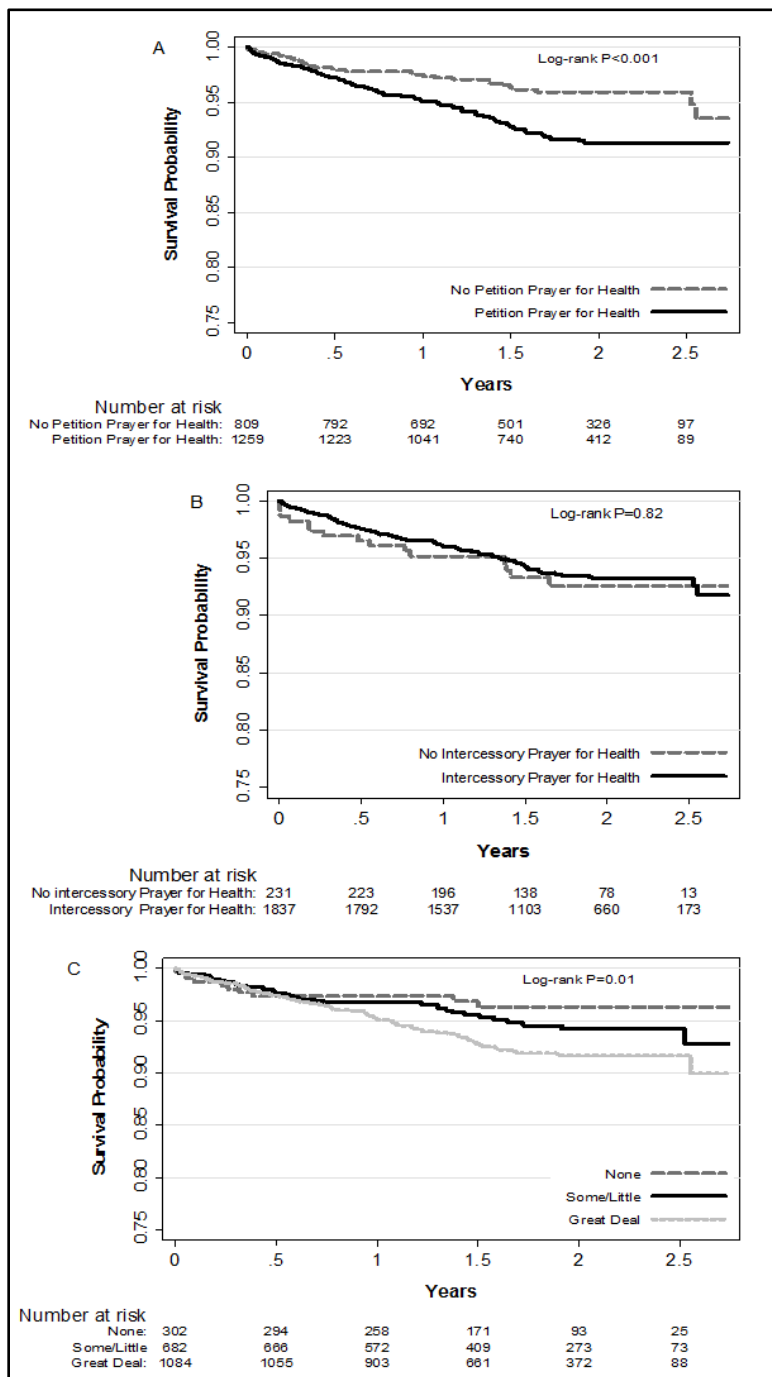 A
Log-rank P<0.001
Survival Probability
1.00
0.95
0.90
0.85
0.80
0.75
No Petition Prayer for Health
Petition Prayer for Health
0 .5 1 1.5 2 2.5
Years
Number at risk
No Petition Prayer for Health: 809 792 692 501 326 97
Petition Prayer for Health: 1259 1223 1041 740 412 89
B
Log-rank P=0.82
Survival Probability
1.00
0.95
0.90
0.85
0.80
0.75
No Intercessory Prayer for Health
Intercessory Prayer for Health
0 .5 1 1.5 2 2.5
Years
Number at risk
No intercessory Prayer for Health: 231 223 196 138 78 13
Intercessory Prayer for Health: 1837 1792 1537 1103 660 173
C
Log-rank P=0.01
Survival Probability
1.00
0.95
0.90
0.85
0.80
0.75
None
Some/Little
Great Deal
0 .5 1 1.5 2 2.5
Years
Number at risk
None: 302 294 258 171 93 25
Some/Little 682 666 572 409 273 73
Great Deal: 1084 1055 903 661 372 88